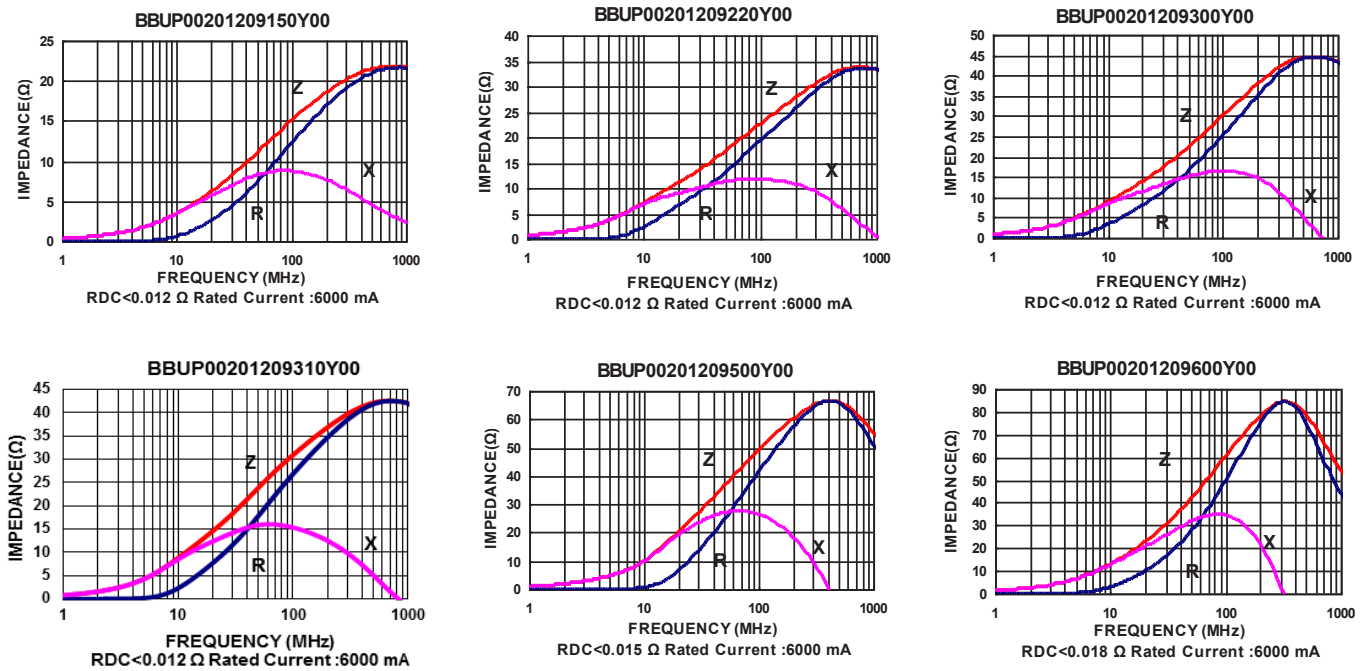 BBUP00201209150Y00
25
20
15
10
5
0
IMPEDANCE(Ω)
Z
X
R
1
10
100
1000
FREQUENCY (MHz)
RDC<0.012 Ω Rated Current :6000 mA
BBUP00201209220Y00
40
35
30
25
20
15
10
5
0
IMPEDANCE(Ω)
Z
X
R
1
10
100
1000
FREQUENCY (MHz)
RDC<0.012 Ω Rated Current :6000 mA
BBUP00201209300Y00
50
45
40
35
30
25
20
15
10
5
0
IMPEDANCE(Ω)
Z
X
R
1
10
100
1000
FREQUENCY (MHz)
RDC<0.012 Ω Rated Current :6000 mA
BBUP00201209310Y00
45
40
35
30
25
20
15
10
5
0
IMPEDANCE(Ω)
Z
X
R
1
10
100
1000
FREQUENCY (MHz)
RDC<0.012 Ω Rated Current :6000 mA
BBUP00201209500Y00
70
60
50
40
30
20
10
0
IMPEDANCE(Ω)
Z
X
R
1
10
100
1000
FREQUENCY (MHz)
RDC<0.015 Ω Rated Current :6000 mA
BBUP00201209600Y00
90
80
70
60
50
40
30
20
10
0
IMPEDANCE(Ω)
Z
X
R
1
10
100
1000
FREQUENCY (MHz)
RDC<0.018 Ω Rated Current :6000 mA